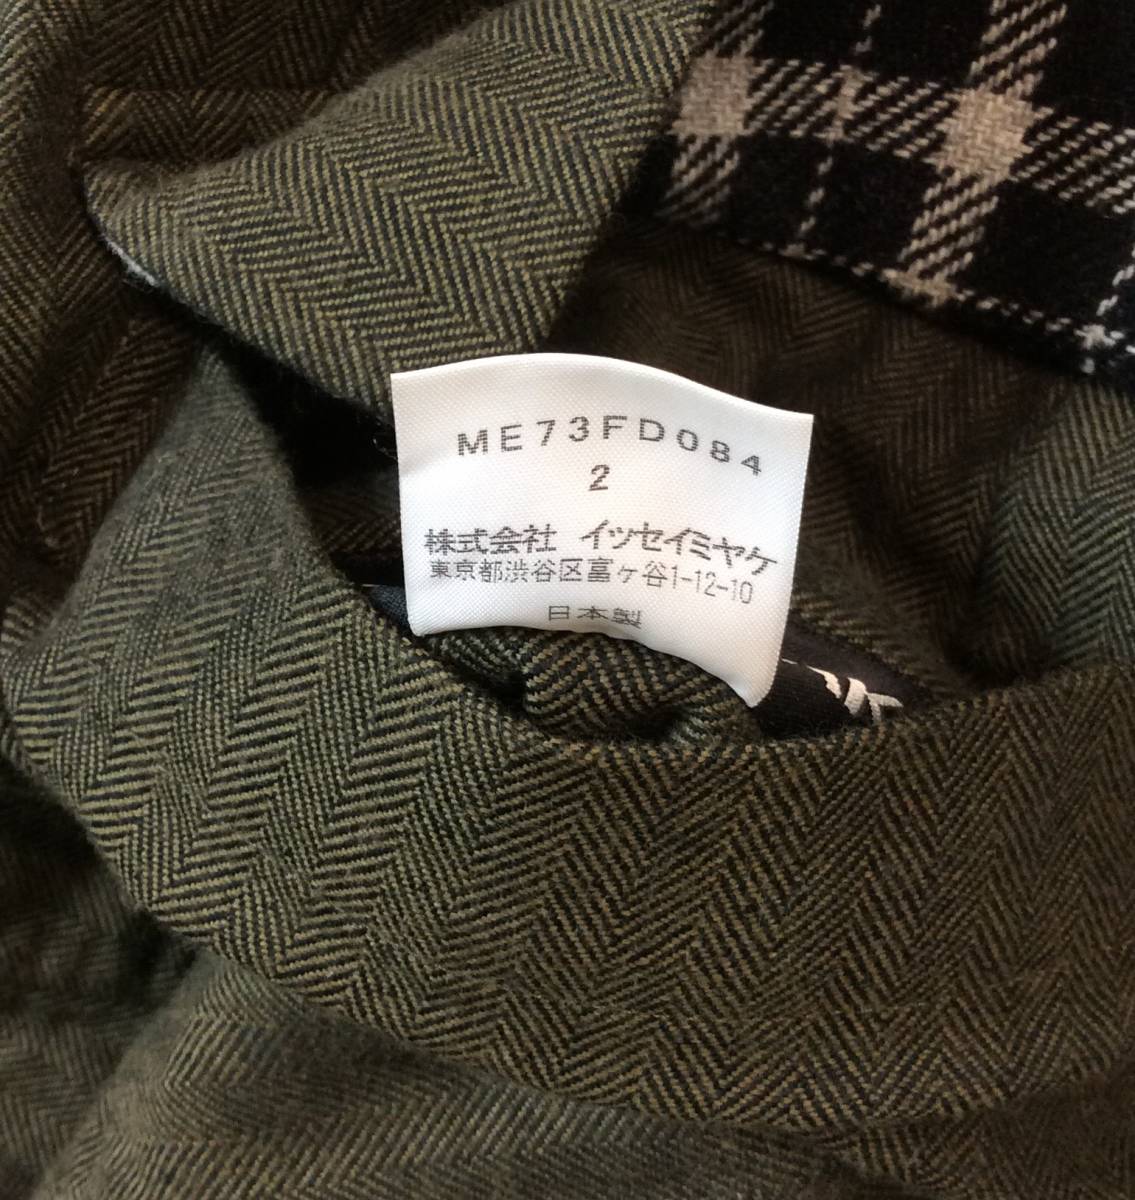 ME73FD084
2
株式会社 イッセイミヤケ
東京都渋谷区富ヶ谷1-12-10
日本製